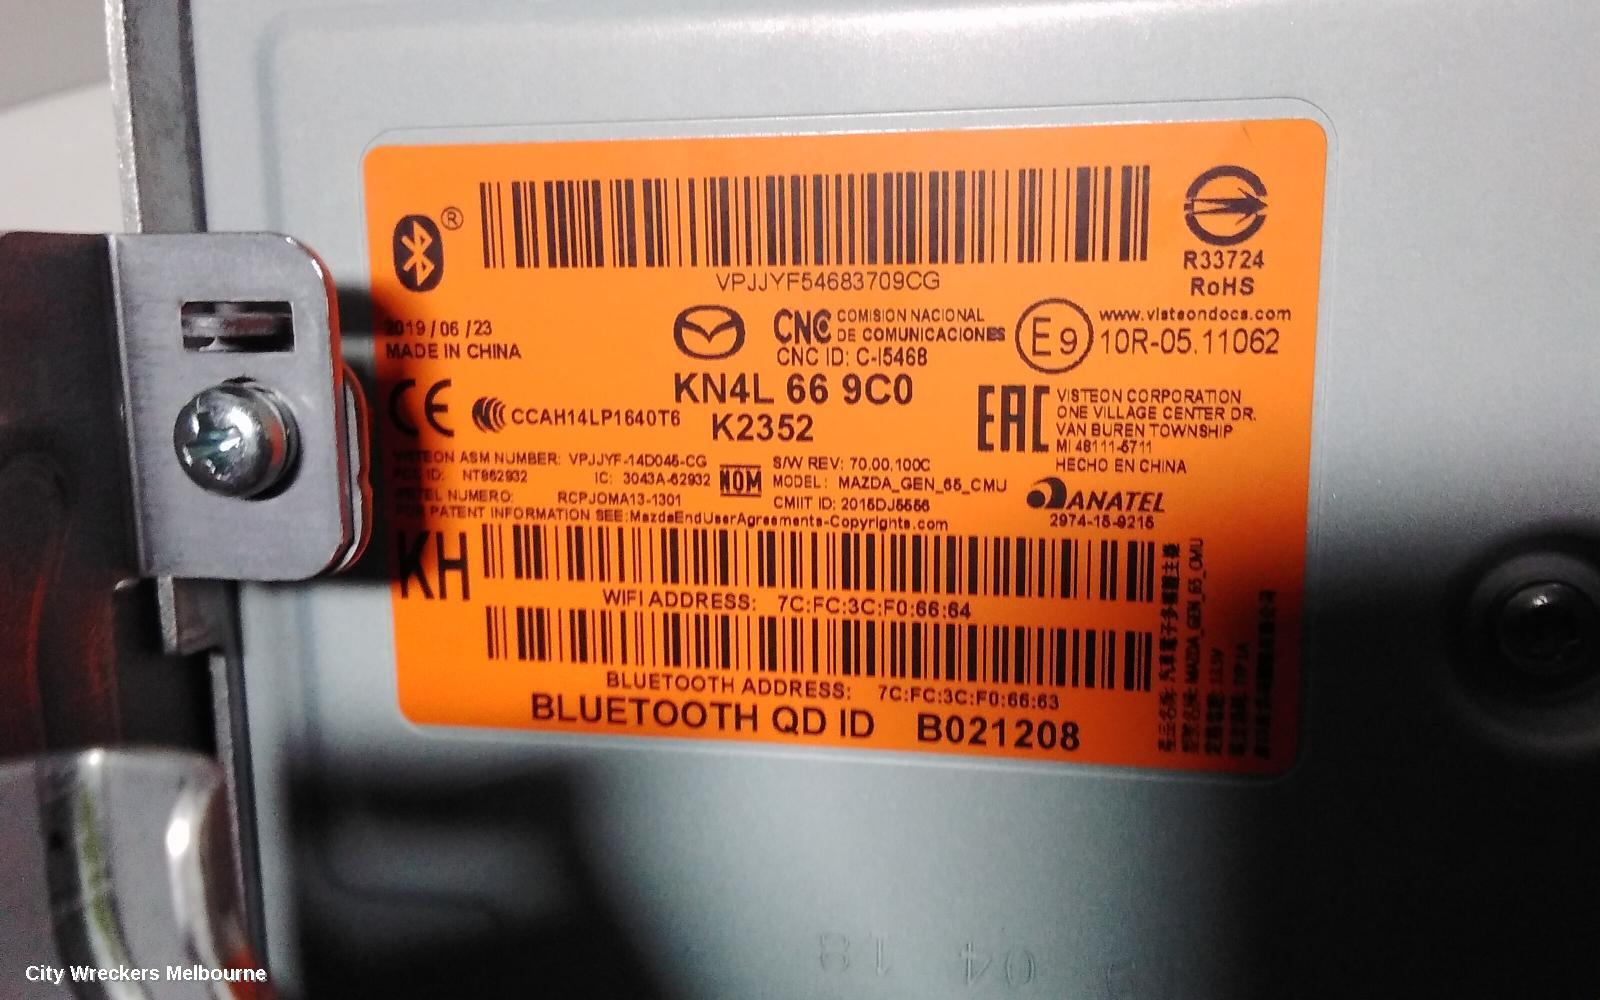 ®
VPJJYF54683709CG
R33724
RoHS
2019/06/23
MADE IN CHINA
CNC COMISION NACIONAL
DE COMUNICACIONES
CNC ID: C-I5468
E9
www.visteondocs.com
10R-05.11062
KN4L 66 9C0
K2352
CE
CCAH14LP1640T6
EAC
VISTEON CORPORATION
ONE VILLAGE CENTER DR.
VAN BUREN TOWNSHIP
MI 48111-5711
HECHO EN CHINA
VISTEON ASM NUMBER: VPJJYF-14D045-CG
FCC ID: NT862932
IC: 3043A-62932
NUMERO: RCPJOMA13-1301
NOM
S/W REV: 70.00.100C
MODEL: MAZDA_GEN_65_CMU
CMIIT ID: 2015DJ5556
ANATEL
2974-15-9215
FOR PATENT INFORMATION SEE:MazdaEndUserAgreements-Copyrights.com
KH
WIFI ADDRESS: 7C:FC:3C:F0:66:64
BLUETOOTH ADDRESS: 7C:FC:3C:F0:66:63
BLUETOOTH QD ID B021208
MAZDA_GEN_65_CMU
City Wreckers Melbourne